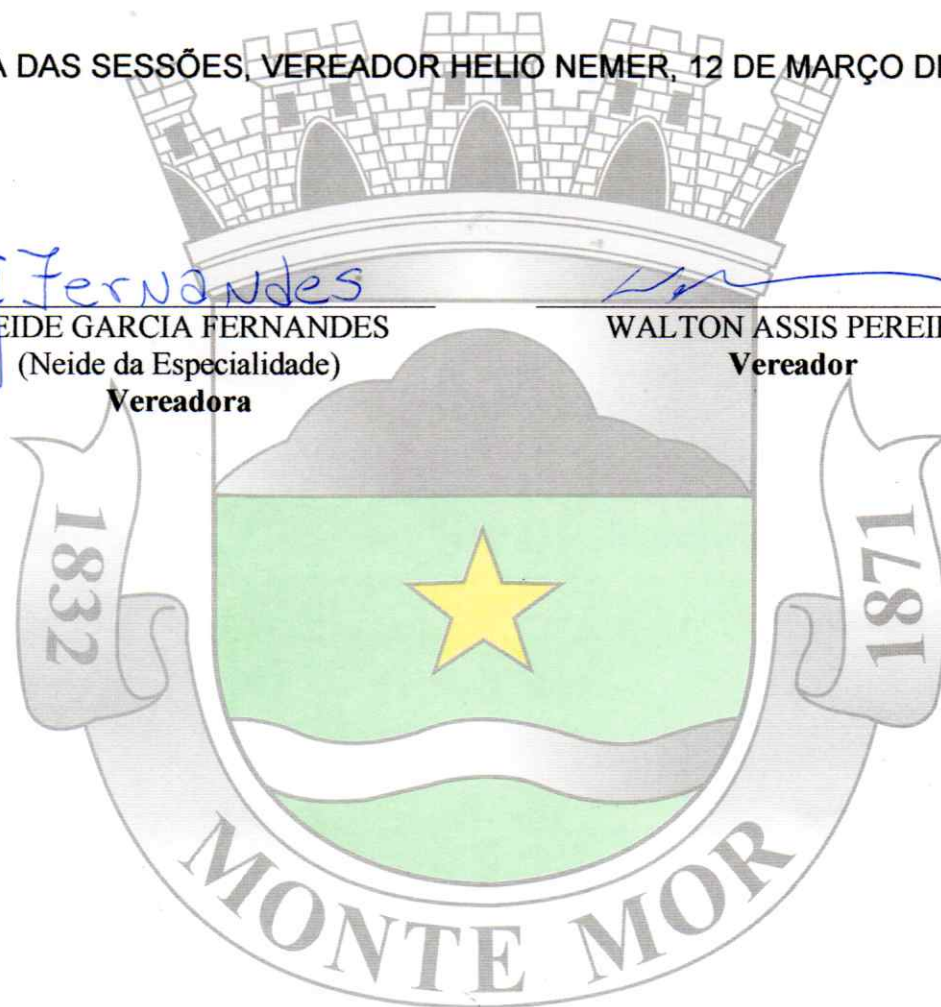 A DAS SESSÕES, VEREADOR HELIO NEMER, 12 DE MARÇO DE
Fernandes
EIDE GARCIA FERNANDES
WALTON ASSIS PEREI
(Neide da Especialidade)
Vereador
Vereadora
1832
1871
MONTE MOR